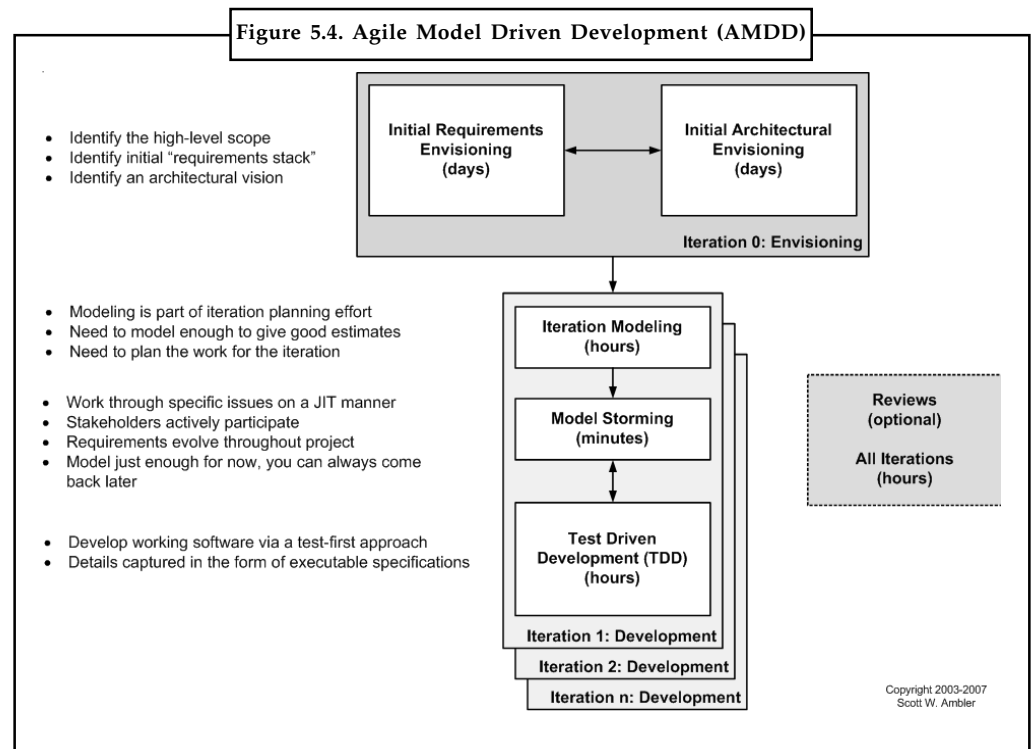 Figure 5.4. Agile Model Driven Development (AMDD)
• Identify the high-level scope
• Identify initial “requirements stack”
• Identify an architectural vision
Initial Requirements
Envisioning
(days)
Initial Architectural
Envisioning
(days)
Iteration 0: Envisioning
• Modeling is part of iteration planning effort
• Need to model enough to give good estimates
• Need to plan the work for the iteration
Iteration Modeling
(hours)
• Work through specific issues on a JIT manner
• Stakeholders actively participate
• Requirements evolve throughout project
• Model just enough for now, you can always come
back later
Model Storming
(minutes)
Reviews
(optional)
All Iterations
(hours)
• Develop working software via a test-first approach
• Details captured in the form of executable specifications
Test Driven
Development (TDD)
(hours)
Iteration 1: Development
Iteration 2: Development
Iteration n: Development
Copyright 2003-2007
Scott W. Ambler